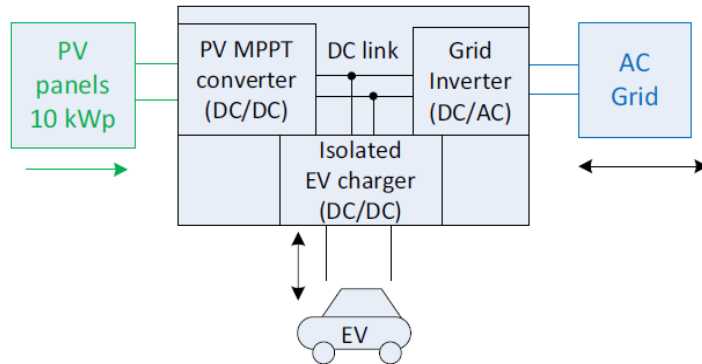 PV
panels
10 kWp
PV MPPT
converter
(DC/DC)
DC link
Grid
Inverter
(DC/AC)
AC
Grid
Isolated
EV charger
(DC/DC)
EV